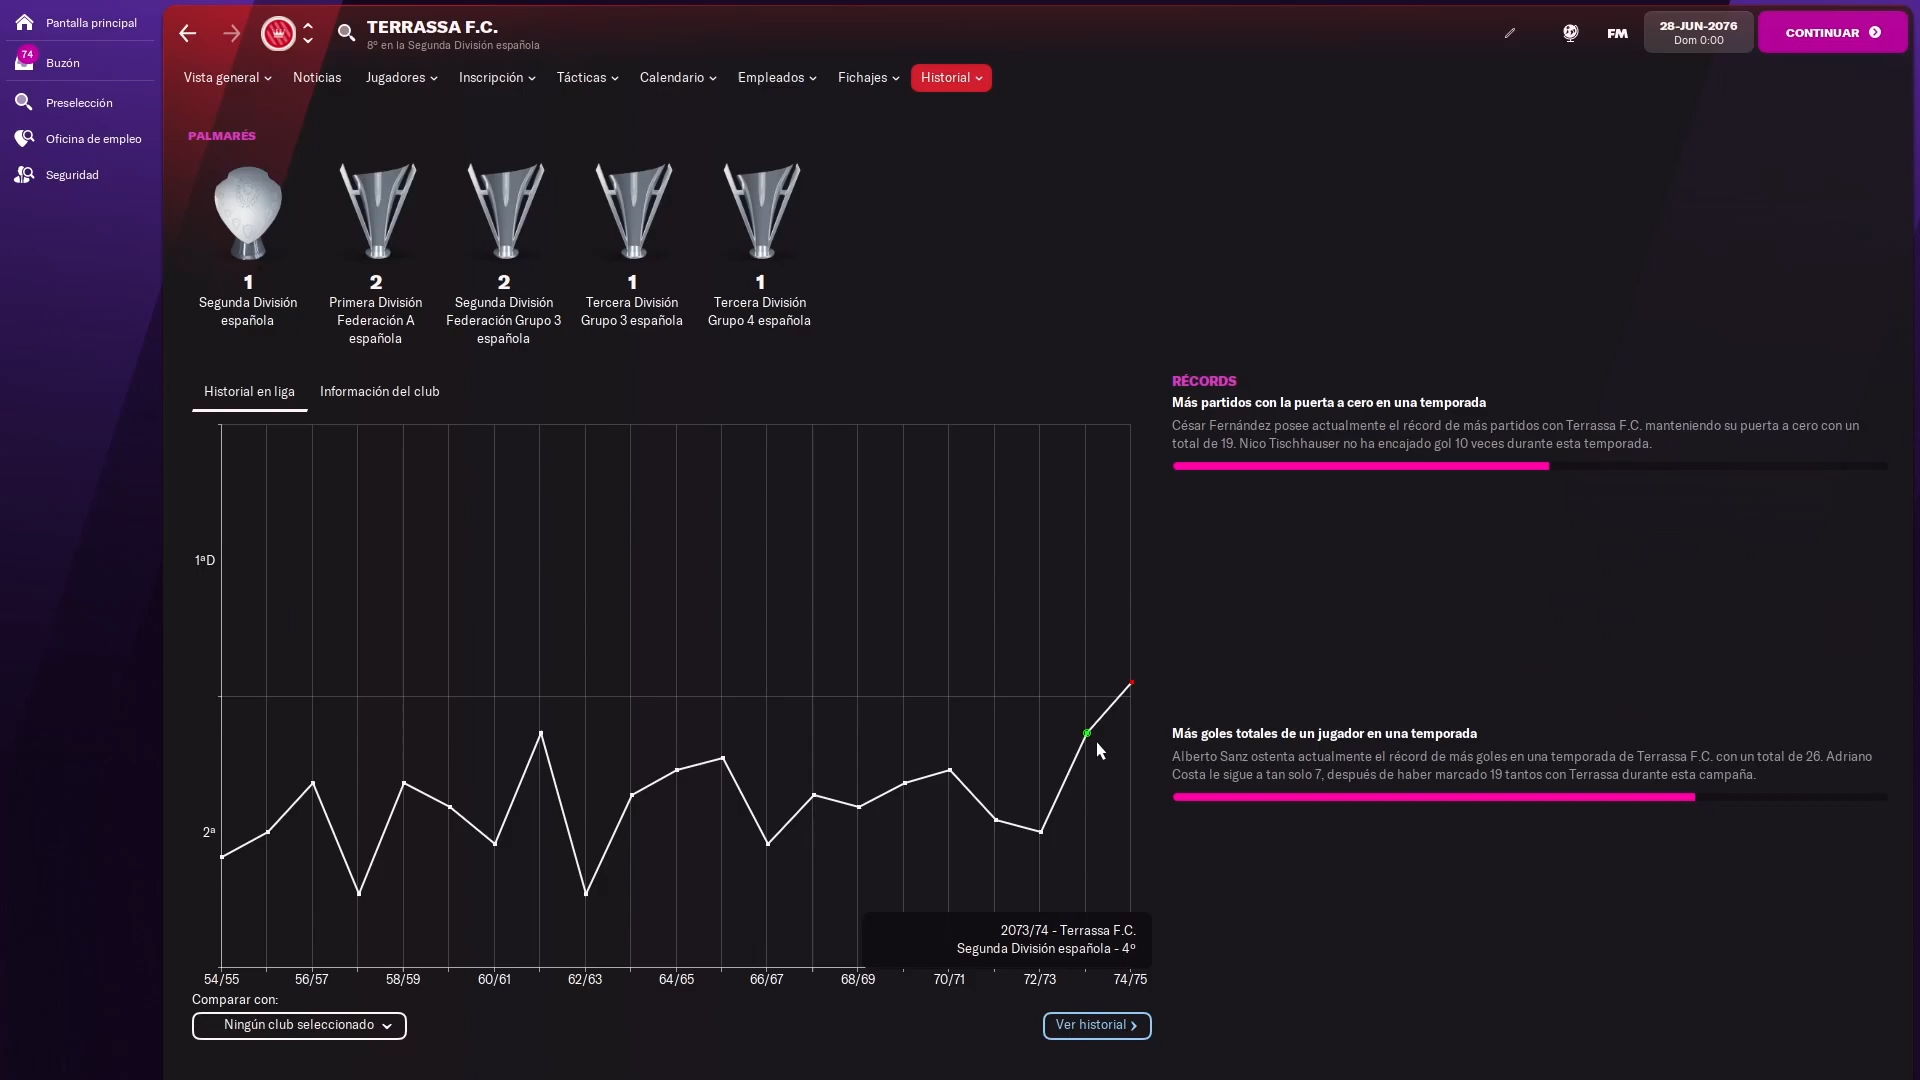 Pantalla principal
74
Buzón
Preselección
Oficina de empleo
Seguridad
TERRASSA F.C.
8º en la Segunda División española
FM
28-JUN-2076
Dom 0:00
CONTINUAR
Vista general
Noticias
Jugadores
Inscripción
Tácticas
Calendario
Empleados
Fichajes
Historial
PALMARÉS
1
Segunda División
española
2
Primera División
Federación A
española
2
Segunda División
Federación Grupo 3
española
1
Tercera División
Grupo 3 española
1
Tercera División
Grupo 4 española
Historial en liga
Información del club
1ªD
2ª
2073/74 - Terrassa F.C.
Segunda División española - 4º
54/55
56/57
58/59
60/61
62/63
64/65
66/67
68/69
70/71
72/73
74/75
Comparar con:
Ningún club seleccionado
Ver historial
RÉCORDS
Más partidos con la puerta a cero en una temporada
César Fernández posee actualmente el récord de más partidos con Terrassa F.C. manteniendo su puerta a cero con un
total de 19. Nico Tischhauser no ha encajado gol 10 veces durante esta temporada.
Más goles totales de un jugador en una temporada
Alberto Sanz ostenta actualmente el récord de más goles en una temporada de Terrassa F.C. con un total de 26. Adriano
Costa le sigue a tan solo 7, después de haber marcado 19 tantos con Terrassa durante esta campaña.